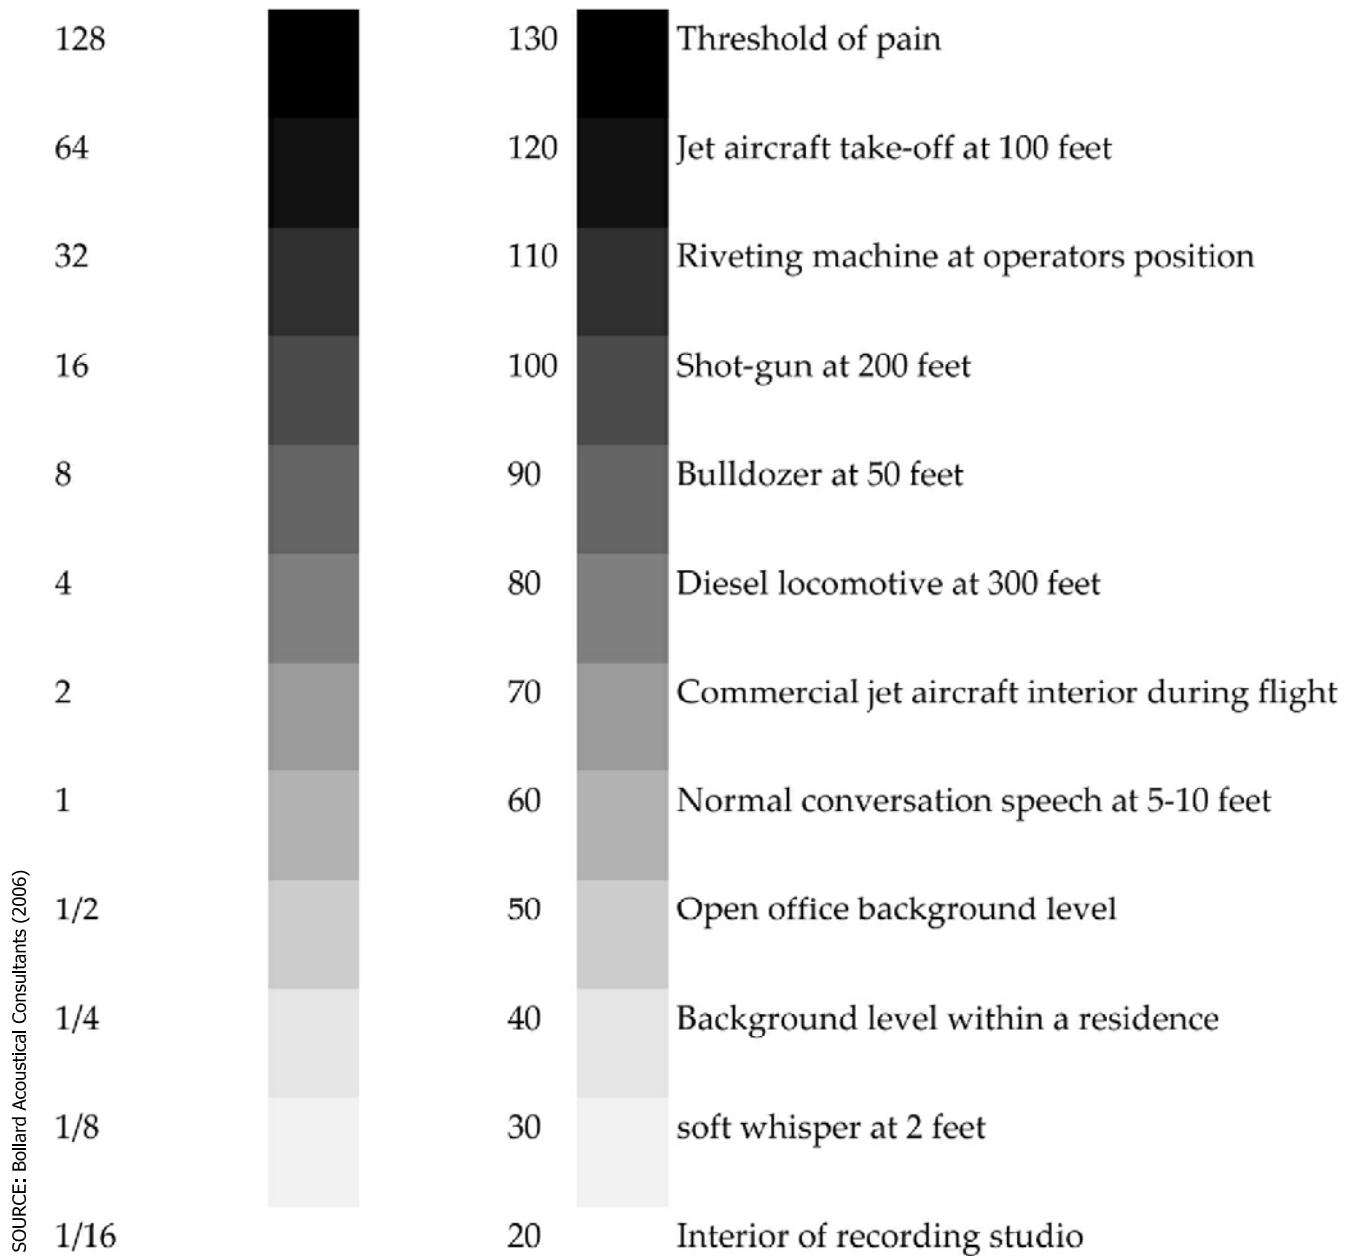 128 130 Threshold of pain
64 120 Jet aircraft take-off at 100 feet
32 110 Riveting machine at operators position
16 100 Shot-gun at 200 feet
8 90 Bulldozer at 50 feet
4 80 Diesel locomotive at 300 feet
2 70 Commercial jet aircraft interior during flight
1 60 Normal conversation speech at 5-10 feet
1/2 50 Open office background level
1/4 40 Background level within a residence
1/8 30 soft whisper at 2 feet
1/16 20 Interior of recording studio
SOURCE: Bollard Acoustical Consultants (2006)